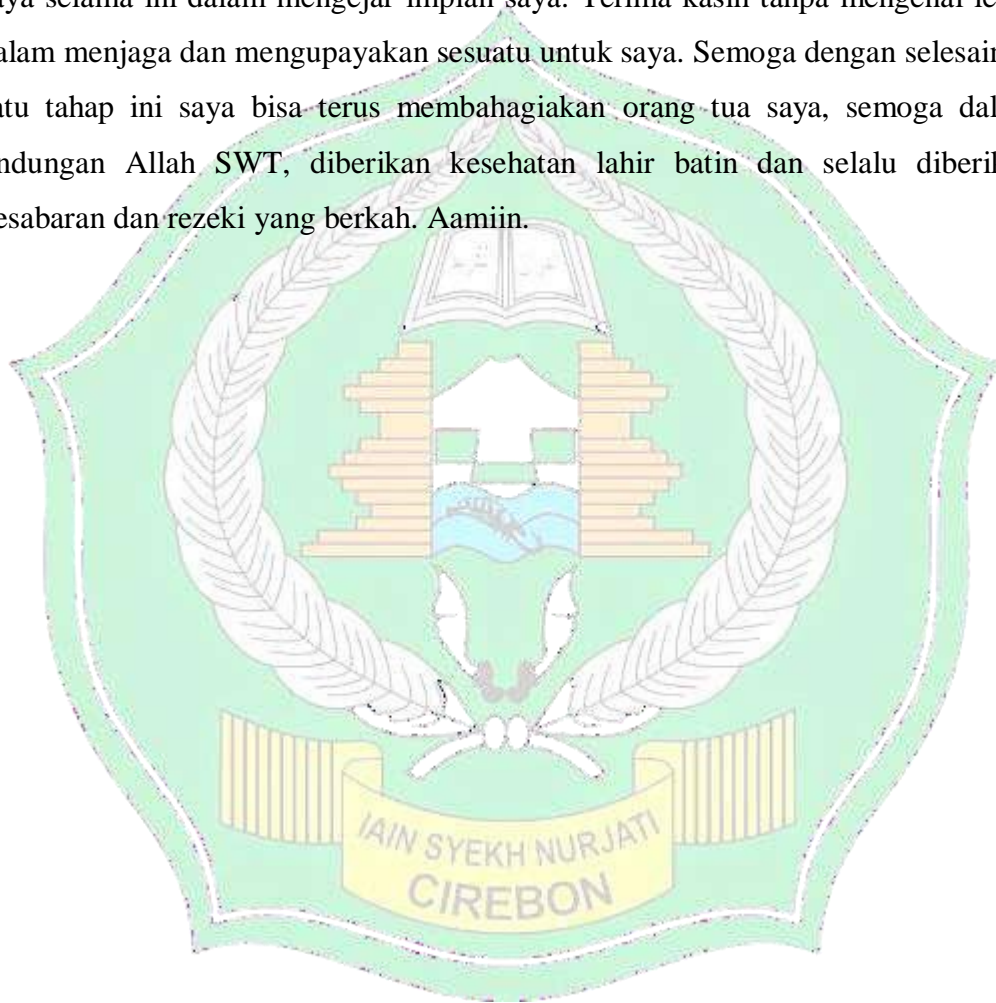 aya selama ini dalam mengejar impian saya. Terima kasih tanpa mengenal le
alam menjaga dan mengupayakan sesuatu untuk saya. Semoga dengan selesain
atu tahap ini saya bisa terus membahagiakan orang tua saya, semoga dal
ndungan Allah SWT, diberikan kesehatan lahir batin dan selalu diberik
esabaran dan rezeki yang berkah. Aamiin.
IAIN SYEKH NURJATI
CIREBON